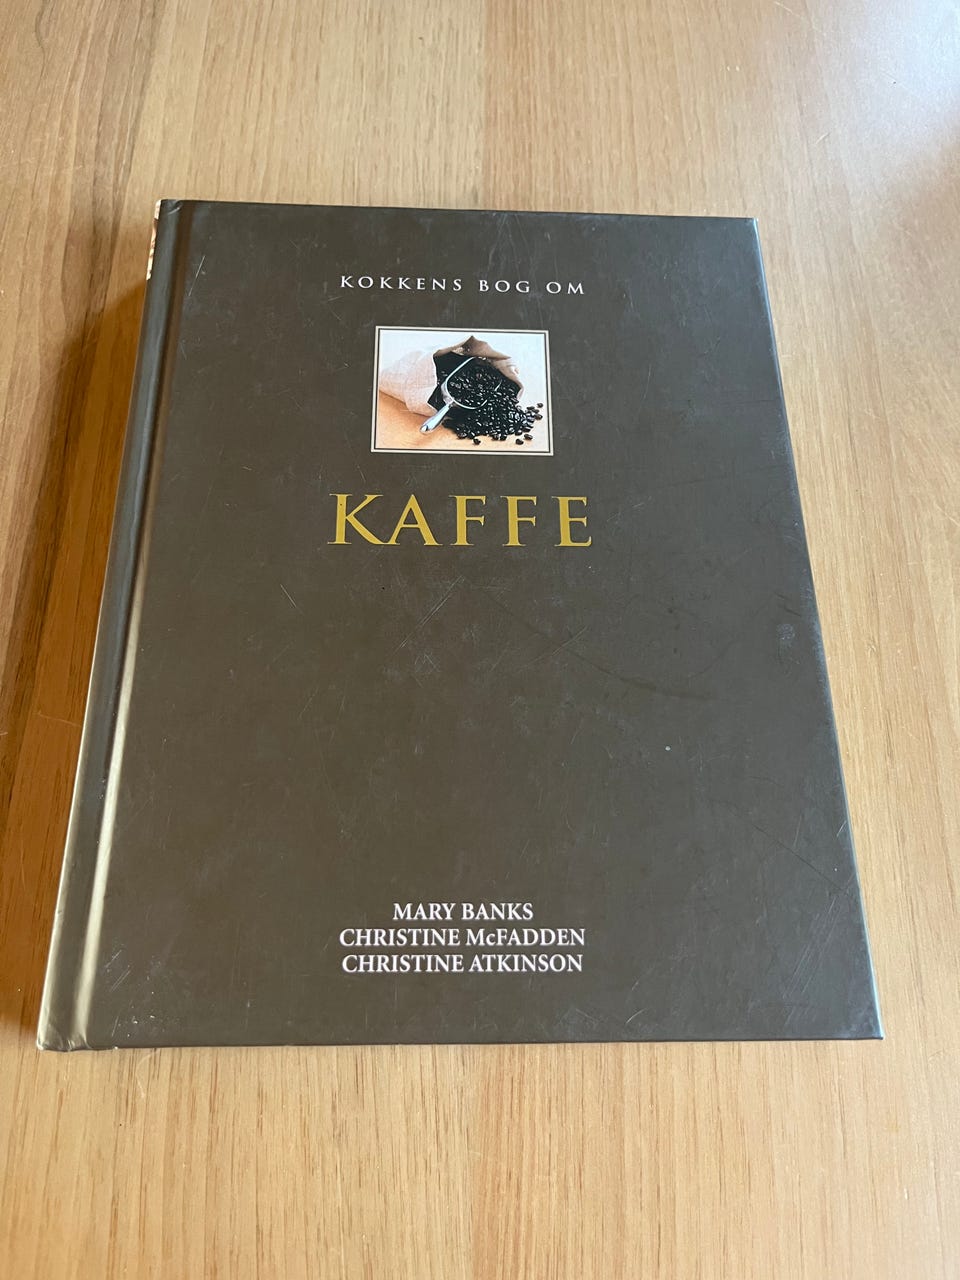 KOKKENS BOG OM
KAFFE
MARY BANKS
CHRISTINE McFADDEN
CHRISTINE ATKINSON